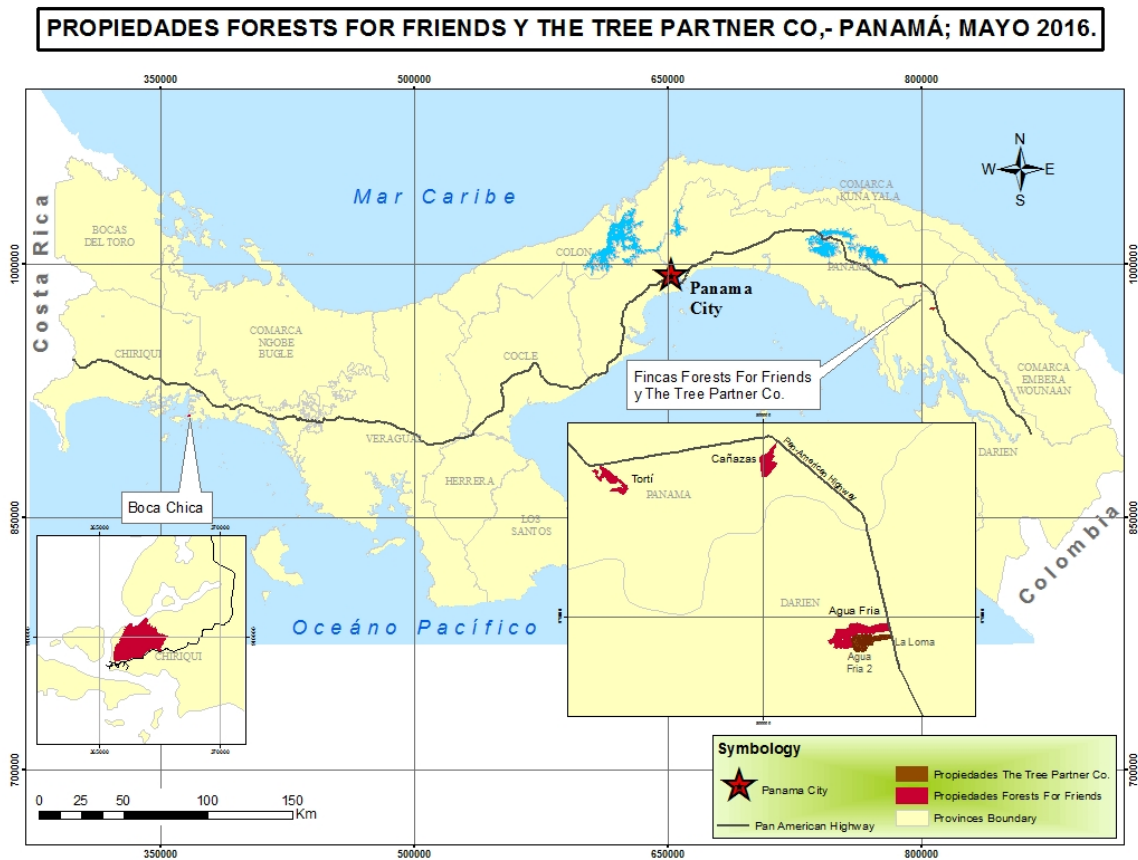 PROPIEDADES FORESTS FOR FRIENDS Y THE TREE PARTNER CO,- PANAMÁ; MAYO 2016.
350000
500000
650000
800000
N
W
E
S
Mar Caribe
Costa Rica
BOCAS
DEL TORO
COMARCA
KUNA YALA
COLON
1000000
1000000
PANAMA
Panama
City
COMARCA
NGOBE
BUGLE
CHIRIQUI
COCLE
Fincas Forests For Friends
y The Tree Partner Co.
COMARCA
EMBERA
WOUNAAN
VERAGUAS
DARIEN
HERRERA
LOS
SANTOS
Boca Chica
Cañazas
Pan-American Highway
Tortí
PANAMA
850000
850000
Colombia
DARIEN
Agua Fria
La Loma
Agua
Fria 2
Oceáno Pacífico
CHIRIQUI
365000
370000
Symbology
Panama City
Pan American Highway
Propiedades The Tree Partner Co.
Propiedades Forests For Friends
Provinces Boundary
700000
700000
0 25 50 100 150
Km
350000
500000
650000
800000